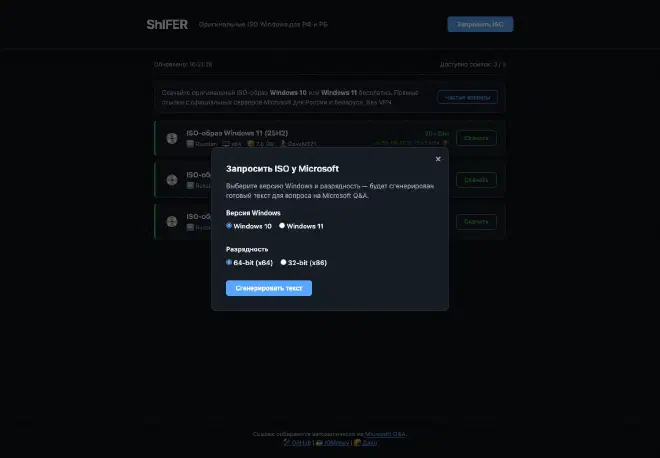 ShIFER
Оригинальные ISO Windows для РФ и РБ
Запросить ISO
Обновлено:
Доступно ссылок: 3 / 3
Скачайте оригинальный ISO-образ Windows 10 или Windows 11 бесплатно. Прямые
ссылки с официальных серверов Microsoft для России и Беларуси. Без VPN.
Частые вопросы
ISO-образ Windows 11 (25H2)
Russian x64
Скачать
Скачать
Скачать
×
Запросить ISO у Microsoft
Выберите версию Windows и разрядность — будет сгенерирован
готовый текст для вопроса на Microsoft Q&A.
Версия Windows
Windows 10 Windows 11
Разрядность
64-bit (x64) 32-bit (x86)
Сгенерировать текст
Ссылки собираются автоматически на Microsoft Q&A.
GitHub